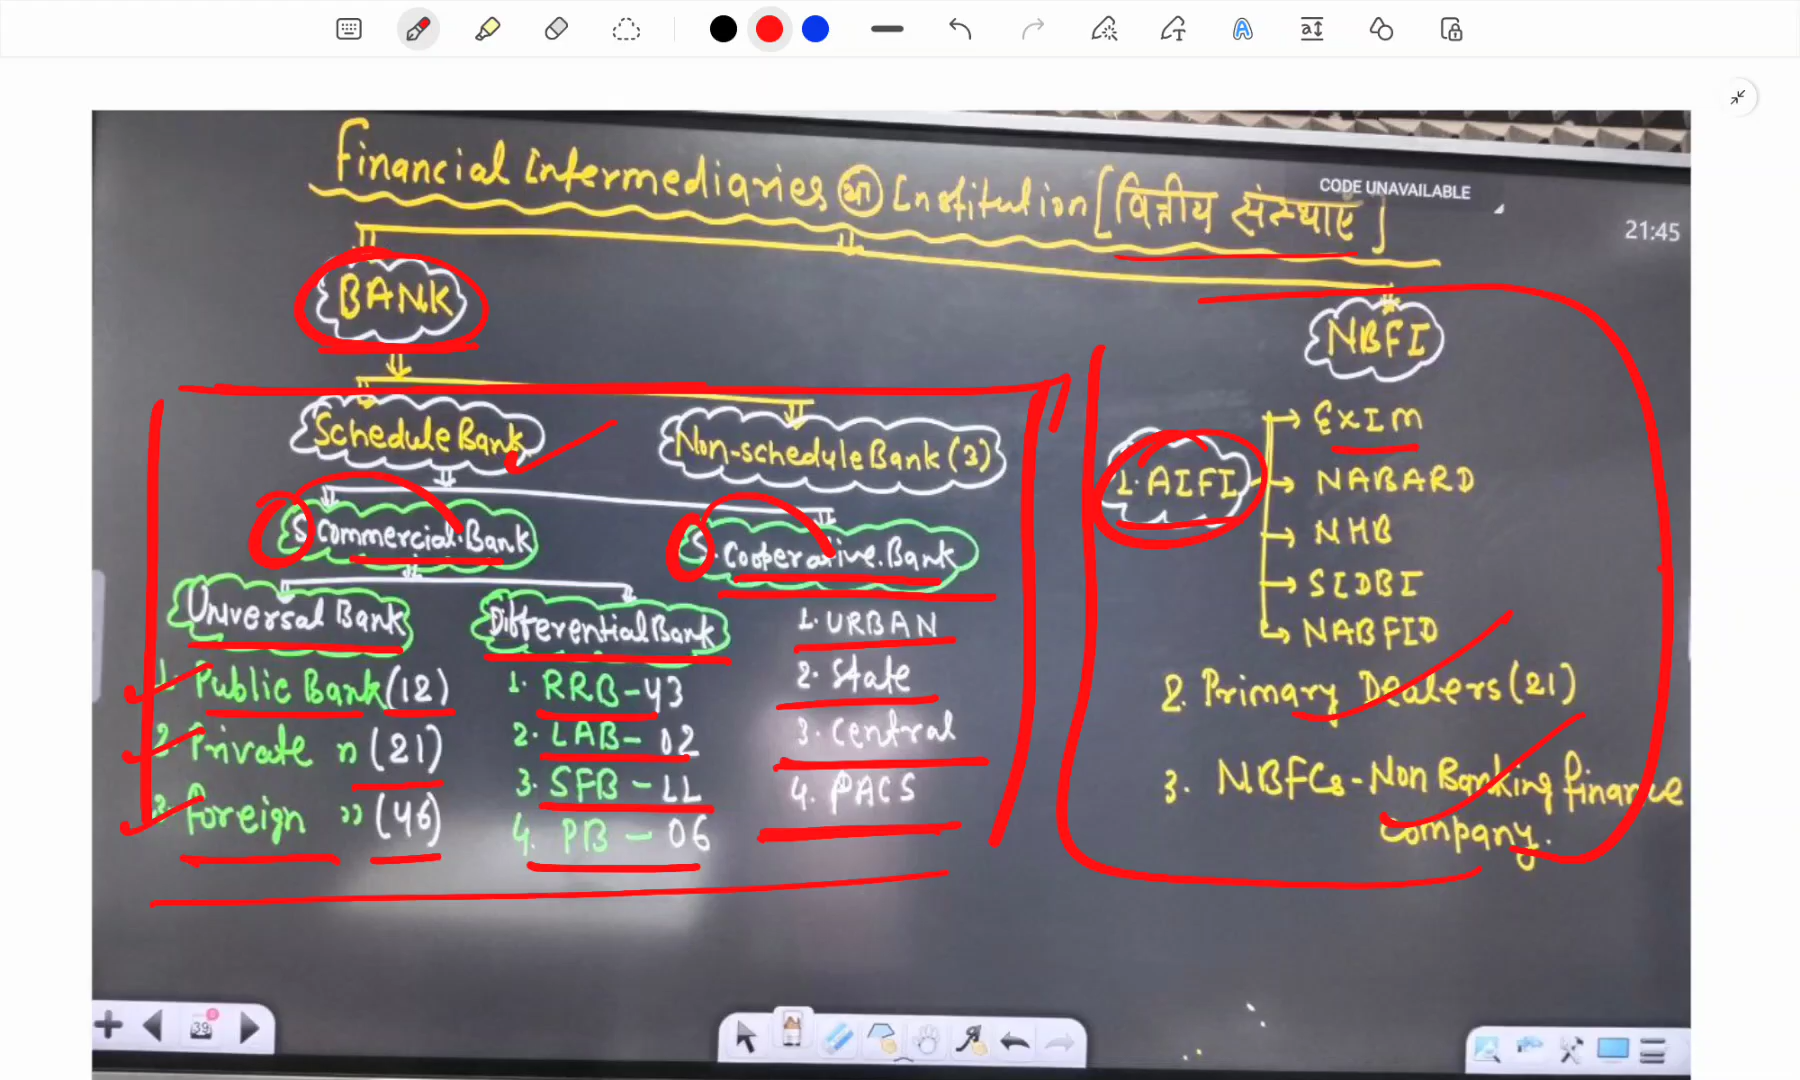 Financial Intermediaries या Institution [वित्तीय संस्थाएं]
CODE UNAVAILABLE
21:45
BANK
NBFI
Schedule Bank
Non-schedule Bank (3)
S. Commercial. Bank
S. Cooperative. Bank
Universal Bank
Differential Bank
1. Public Bank (12)
2. Private " (21)
3. Foreign " (46)
1. RRB - 43
2. LAB - 02
3. SFB - 11
4. PB - 06
1. URBAN
2. State
3. Central
4. PACS
1. AIFI
EXIM
NABARD
NHB
SIDBI
NABFID
2. Primary Dealers (21)
3. NBFCs - Non Banking finance
company.
39